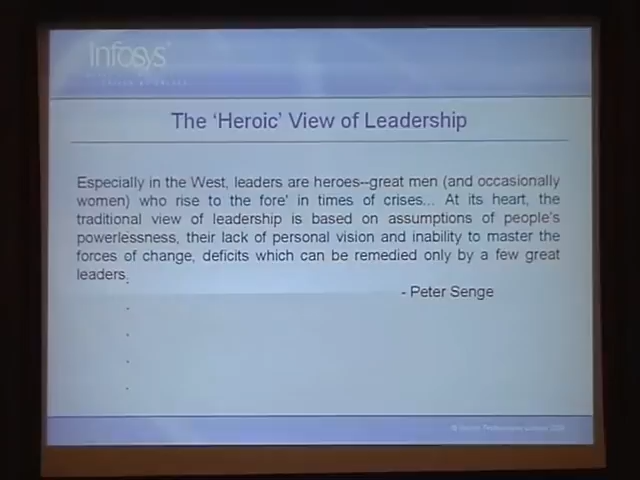 Infosys®
The 'Heroic' View of Leadership
Especially in the West, leaders are heroes--great men (and occasionally
women) who rise to the fore' in times of crises... At its heart, the
traditional view of leadership is based on assumptions of people's
powerlessness, their lack of personal vision and inability to master the
forces of change, deficits which can be remedied only by a few great
leaders.
- Peter Senge